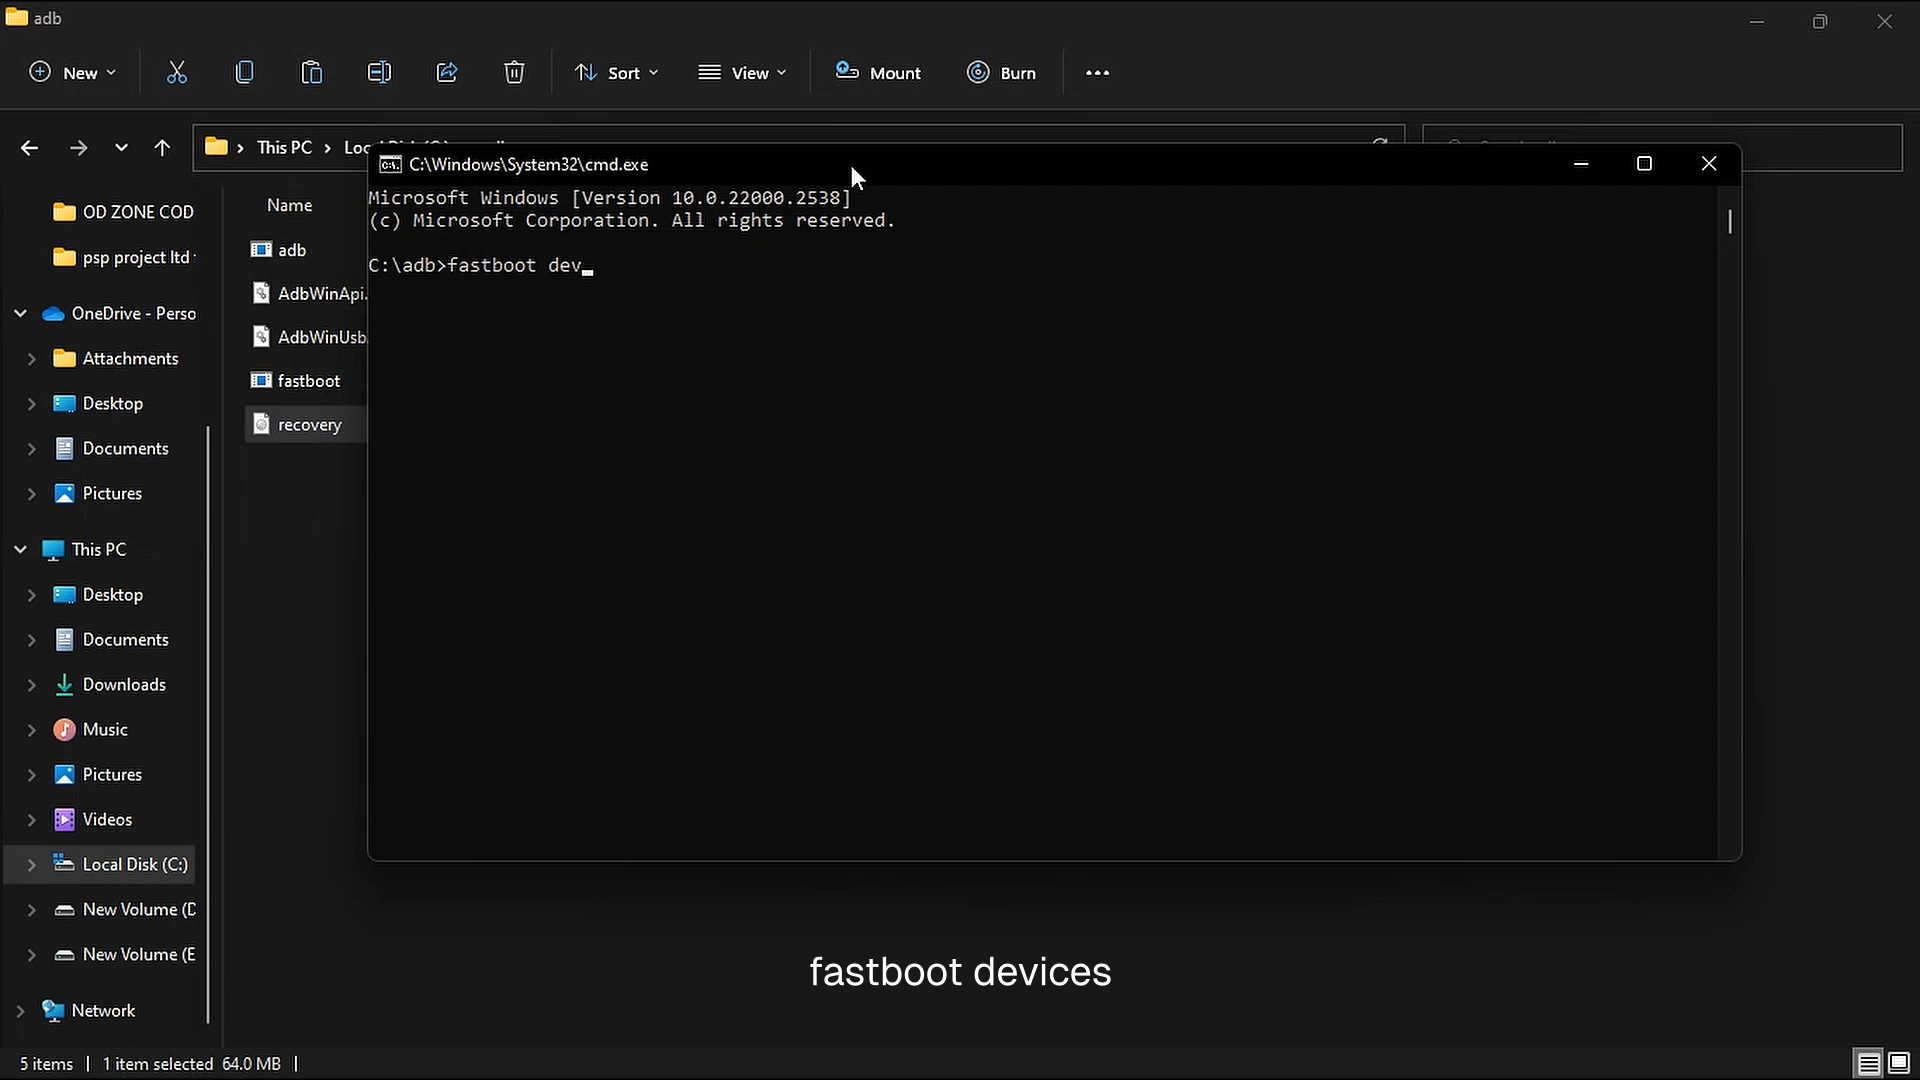 adb
New
Sort
View
Mount
Burn
This PC
Name
OD ZONE COD
psp project ltd
OneDrive - Perso
Attachments
Desktop
Documents
Pictures
This PC
Desktop
Documents
Downloads
Music
Pictures
Videos
Local Disk (C:)
New Volume (D
New Volume (E
Network
adb
AdbWinApi.
AdbWinUsb.
fastboot
recovery
C:\Windows\System32\cmd.exe
Microsoft Windows [Version 10.0.22000.2538]
(c) Microsoft Corporation. All rights reserved.
C:\adb>fastboot dev_
fastboot devices
5 items
1 item selected 64.0 MB